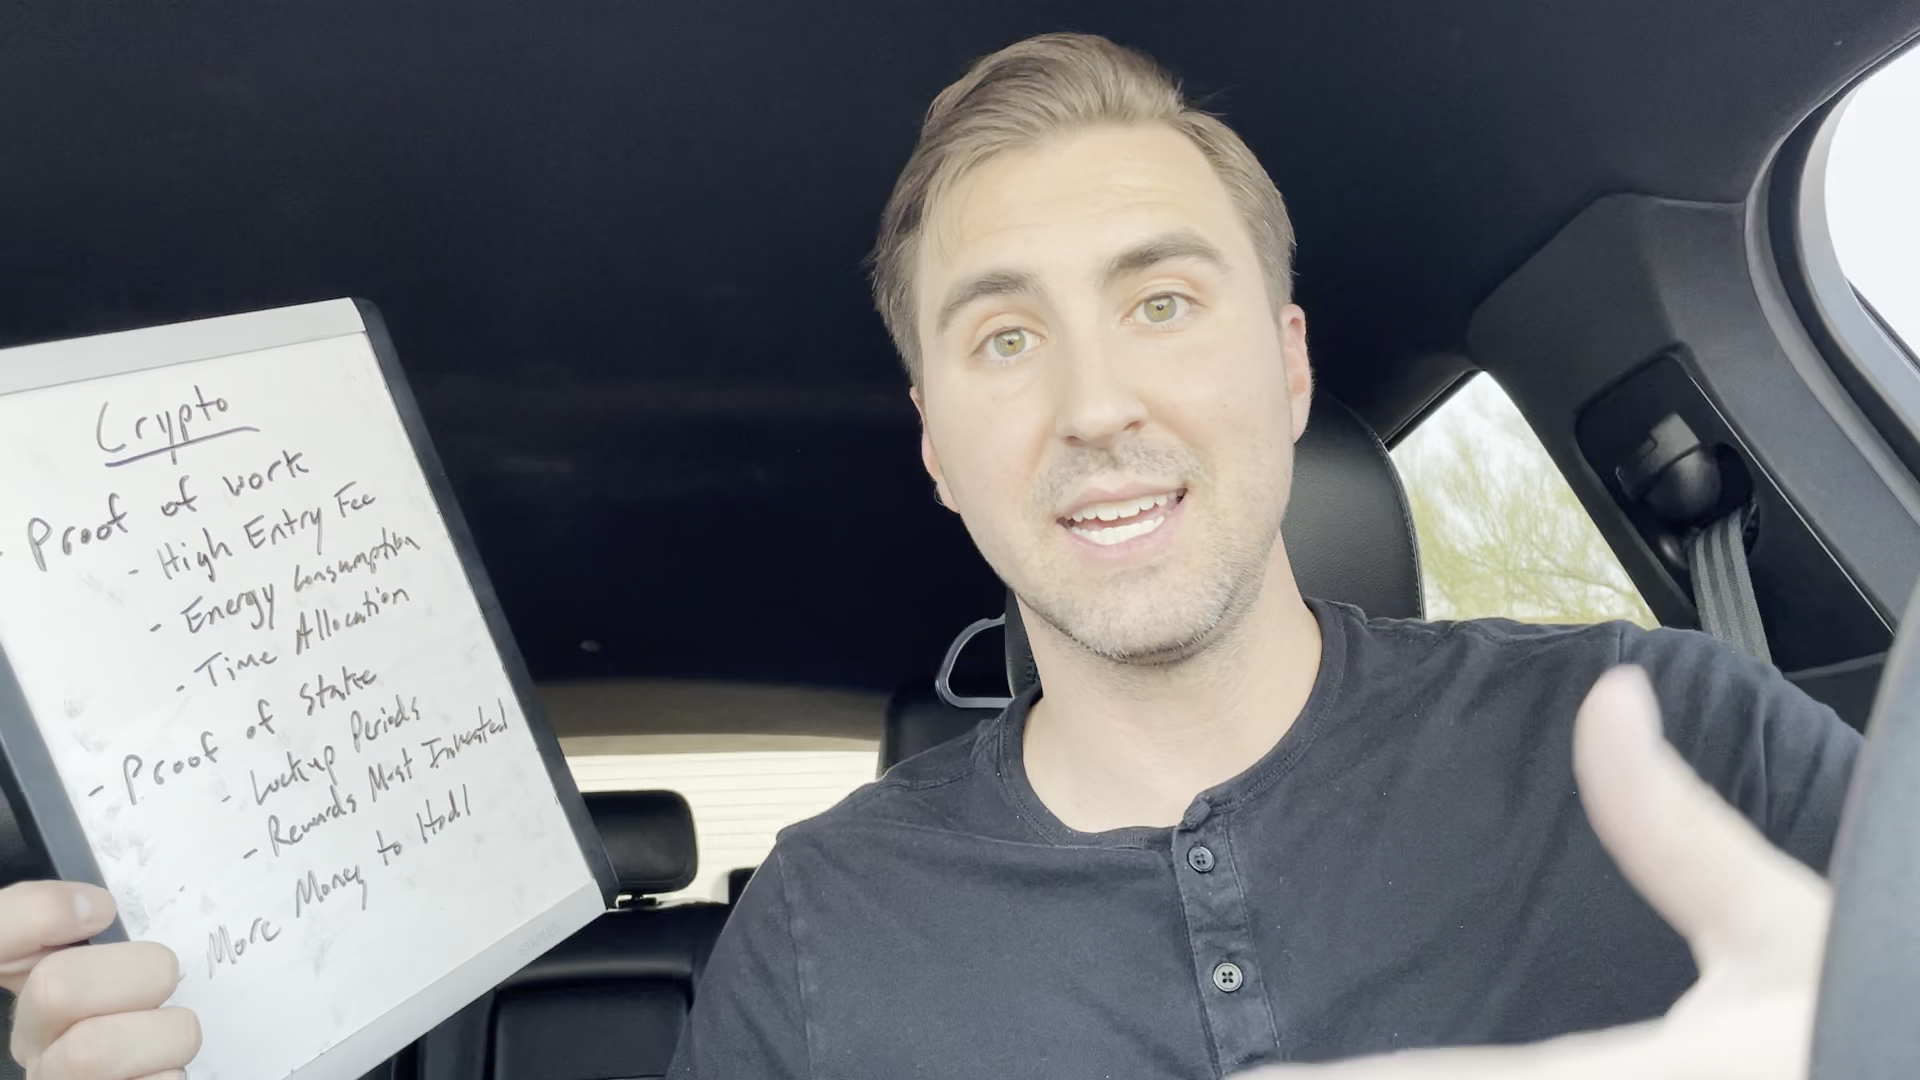 Crypto
- Proof of work
- High Entry Fee
- Energy Consumption
- Time Allocation
- Proof of Stake
- Lockup Periods
- Rewards Most Invested
- More Money to Hodl